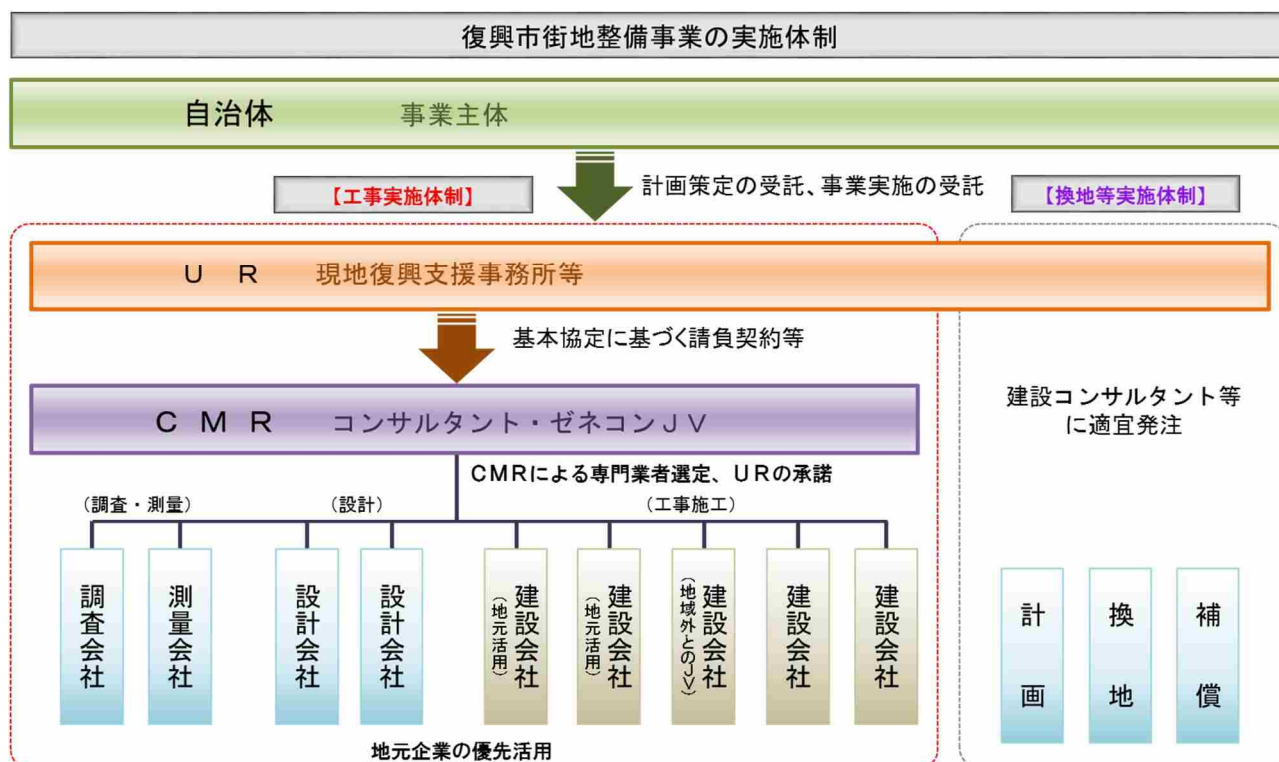 復興市街地整備事業の実施体制
自治体 事業主体
計画策定の受託、事業実施の受託
【工事実施体制】
【換地等実施体制】
UR 現地復興支援事務所等
基本協定に基づく請負契約等
CMR コンサルタント・ゼネコンJV
CMRによる専門業者選定、URの承諾
(調査・測量)
(設計)
(工事施工)
調査会社
測量会社
設計会社
設計会社
建設会社
(地元活用)
建設会社
(地元活用)
建設会社
(地域外とのJV)
建設会社
建設会社
地元企業の優先活用
建設コンサルタント等
に適宜発注
計画
換地
補償